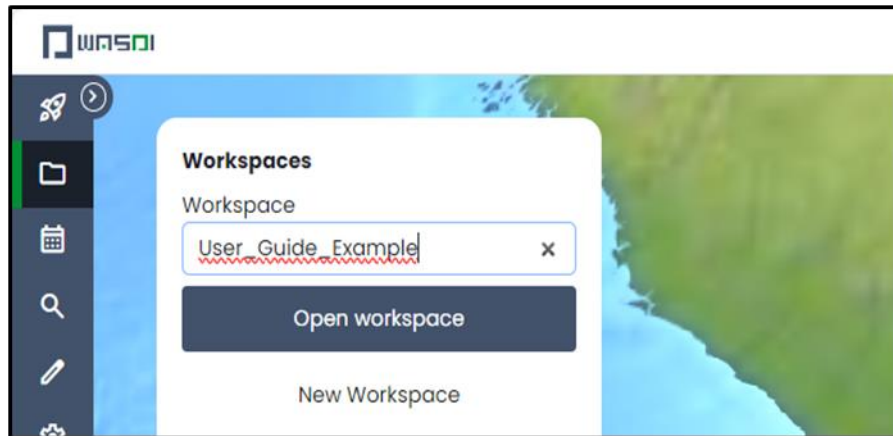 WASDI
Workspaces
Workspace
User_Guide_Example
Open workspace
New Workspace